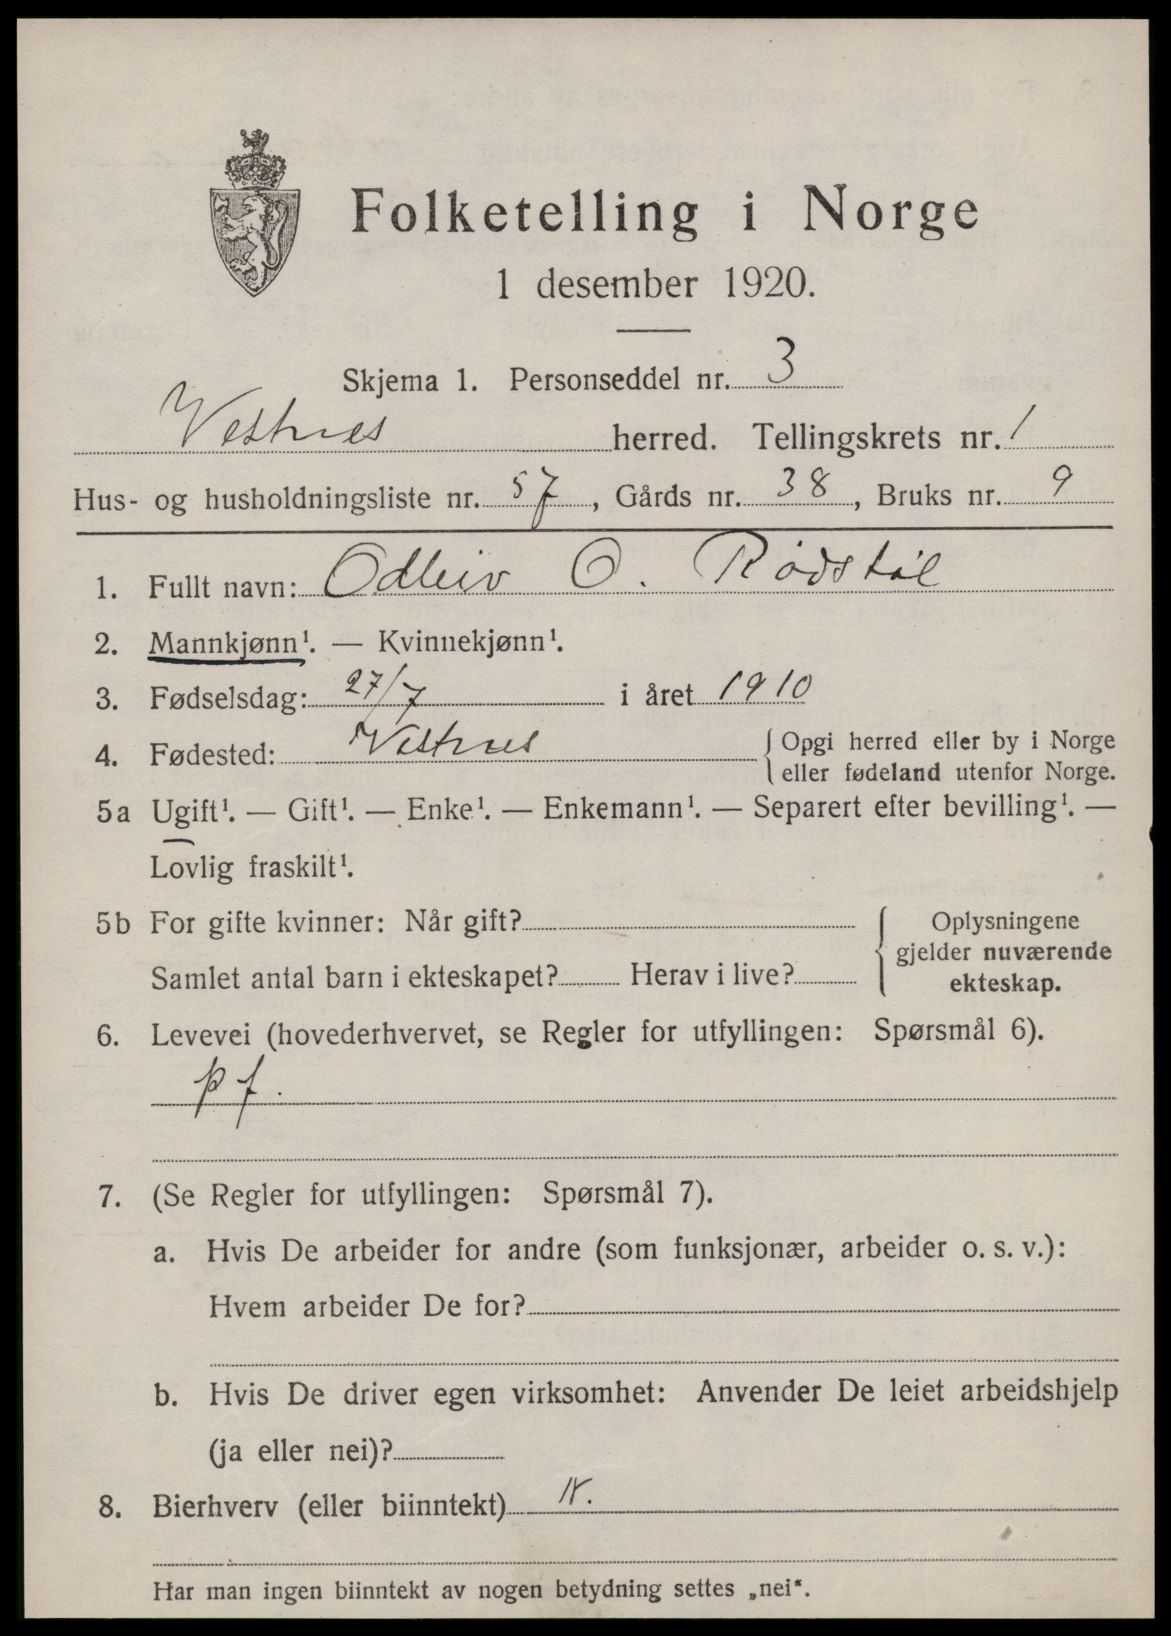 Folketelling i Norge
1 desember 1920.
Skjema 1. Personseddel nr. 3
Vestnes herred. Tellingskrets nr. 1
Hus- og husholdningsliste nr. 57, Gårds nr. 38, Bruks nr. 9
1. Fullt navn: Odleiv O. Rødstøl
2. Mannkjønn¹. — Kvinnekjønn¹.
3. Fødselsdag: 27/7 i året 1910
4. Fødested: Vestnes {Opgi herred eller by i Norge
eller fødeland utenfor Norge.
5a Ugift¹. — Gift¹. — Enke¹. — Enkemann¹. — Separert efter bevilling¹. —
Lovlig fraskilt¹.
5b For gifte kvinner: Når gift?
Samlet antal barn i ekteskapet? Herav i live?
{Oplysningene
gjelder nuværende
ekteskap.
6. Levevei (hovederhvervet, se Regler for utfyllingen: Spørsmål 6).
pf.
7. (Se Regler for utfyllingen: Spørsmål 7).
a. Hvis De arbeider for andre (som funksjonær, arbeider o. s. v.):
Hvem arbeider De for?
b. Hvis De driver egen virksomhet: Anvender De leiet arbeidshjelp
(ja eller nei)?
8. Bierhverv (eller biinntekt)
Har man ingen biinntekt av nogen betydning settes „nei“.